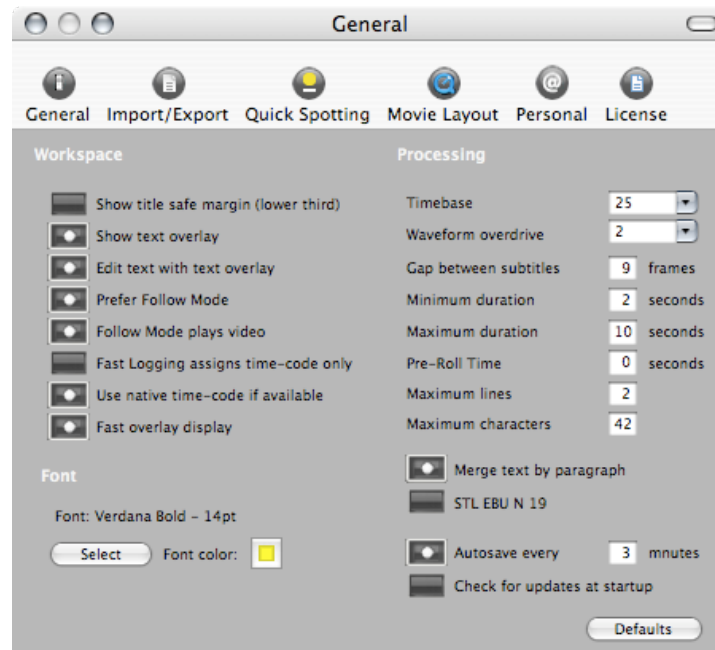 General
General Import/Export Quick Spotting Movie Layout Personal License
Workspace
Show title safe margin (lower third)
Show text overlay
Edit text with text overlay
Prefer Follow Mode
Follow Mode plays video
Fast Logging assigns time-code only
Use native time-code if available
Fast overlay display
Font
Font: Verdana Bold – 14pt
Select Font color:
Processing
Timebase 25
Waveform overdrive 2
Gap between subtitles 9 frames
Minimum duration 2 seconds
Maximum duration 10 seconds
Pre-Roll Time 0 seconds
Maximum lines 2
Maximum characters 42
Merge text by paragraph
STL EBU N 19
Autosave every 3 mnutes
Check for updates at startup
Defaults